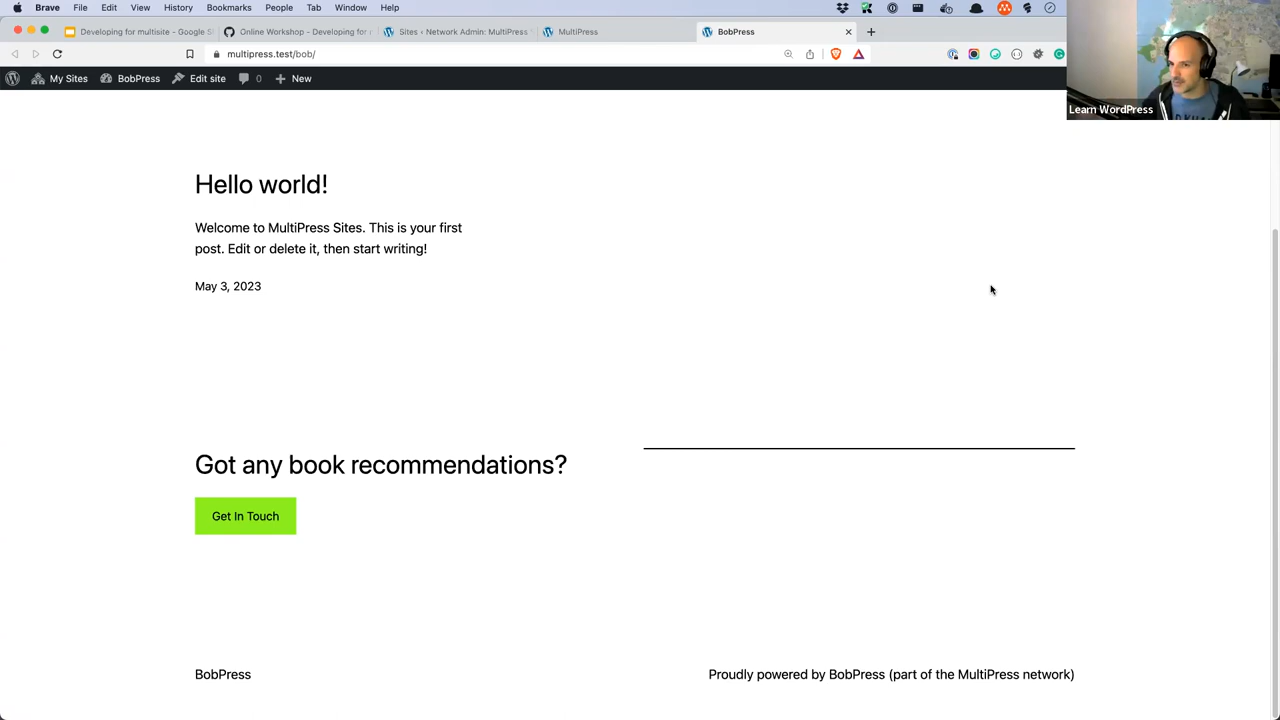 Brave File Edit View History Bookmarks People Tab Window Help
Developing for multisite - Google S
Online Workshop - Developing for
Sites ‹ Network Admin: MultiPress
MultiPress
BobPress
multipress.test/bob/
My Sites BobPress Edit site 0 New
Learn WordPress
Hello world!
Welcome to MultiPress Sites. This is your first
post. Edit or delete it, then start writing!
May 3, 2023
Got any book recommendations?
Get In Touch
BobPress
Proudly powered by BobPress (part of the MultiPress network)